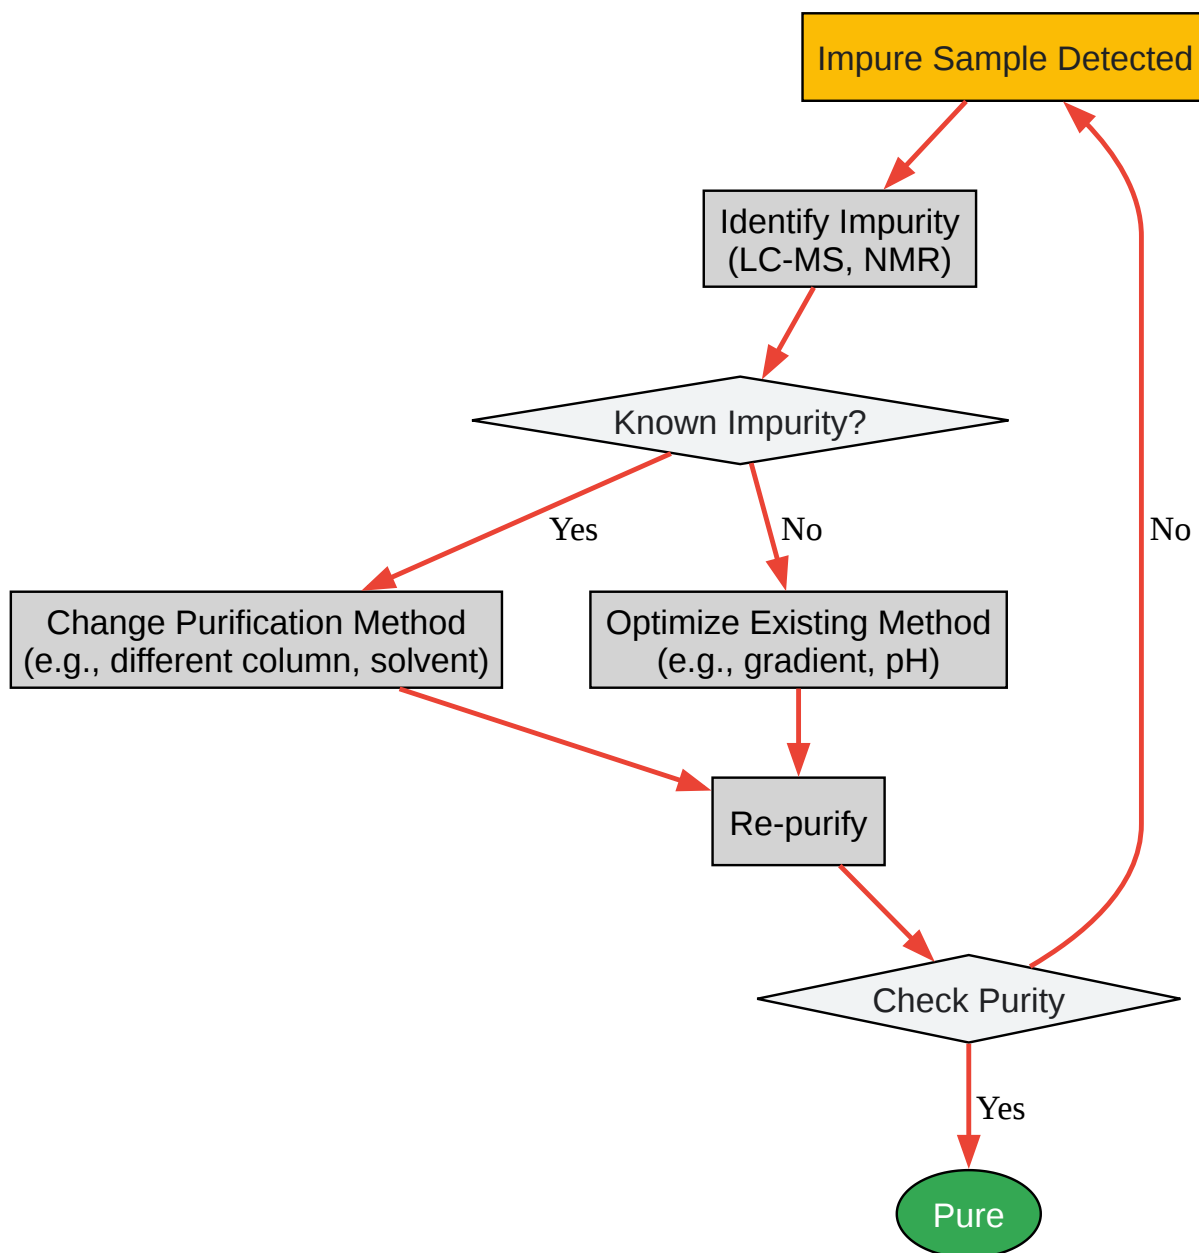 Impure Sample Detected
Identify Impurity
(LC-MS, NMR)
Known Impurity?
Yes
No
No
Change Purification Method
(e.g., different column, solvent)
Optimize Existing Method
(e.g., gradient, pH)
Re-purify
Check Purity
Yes
Pure